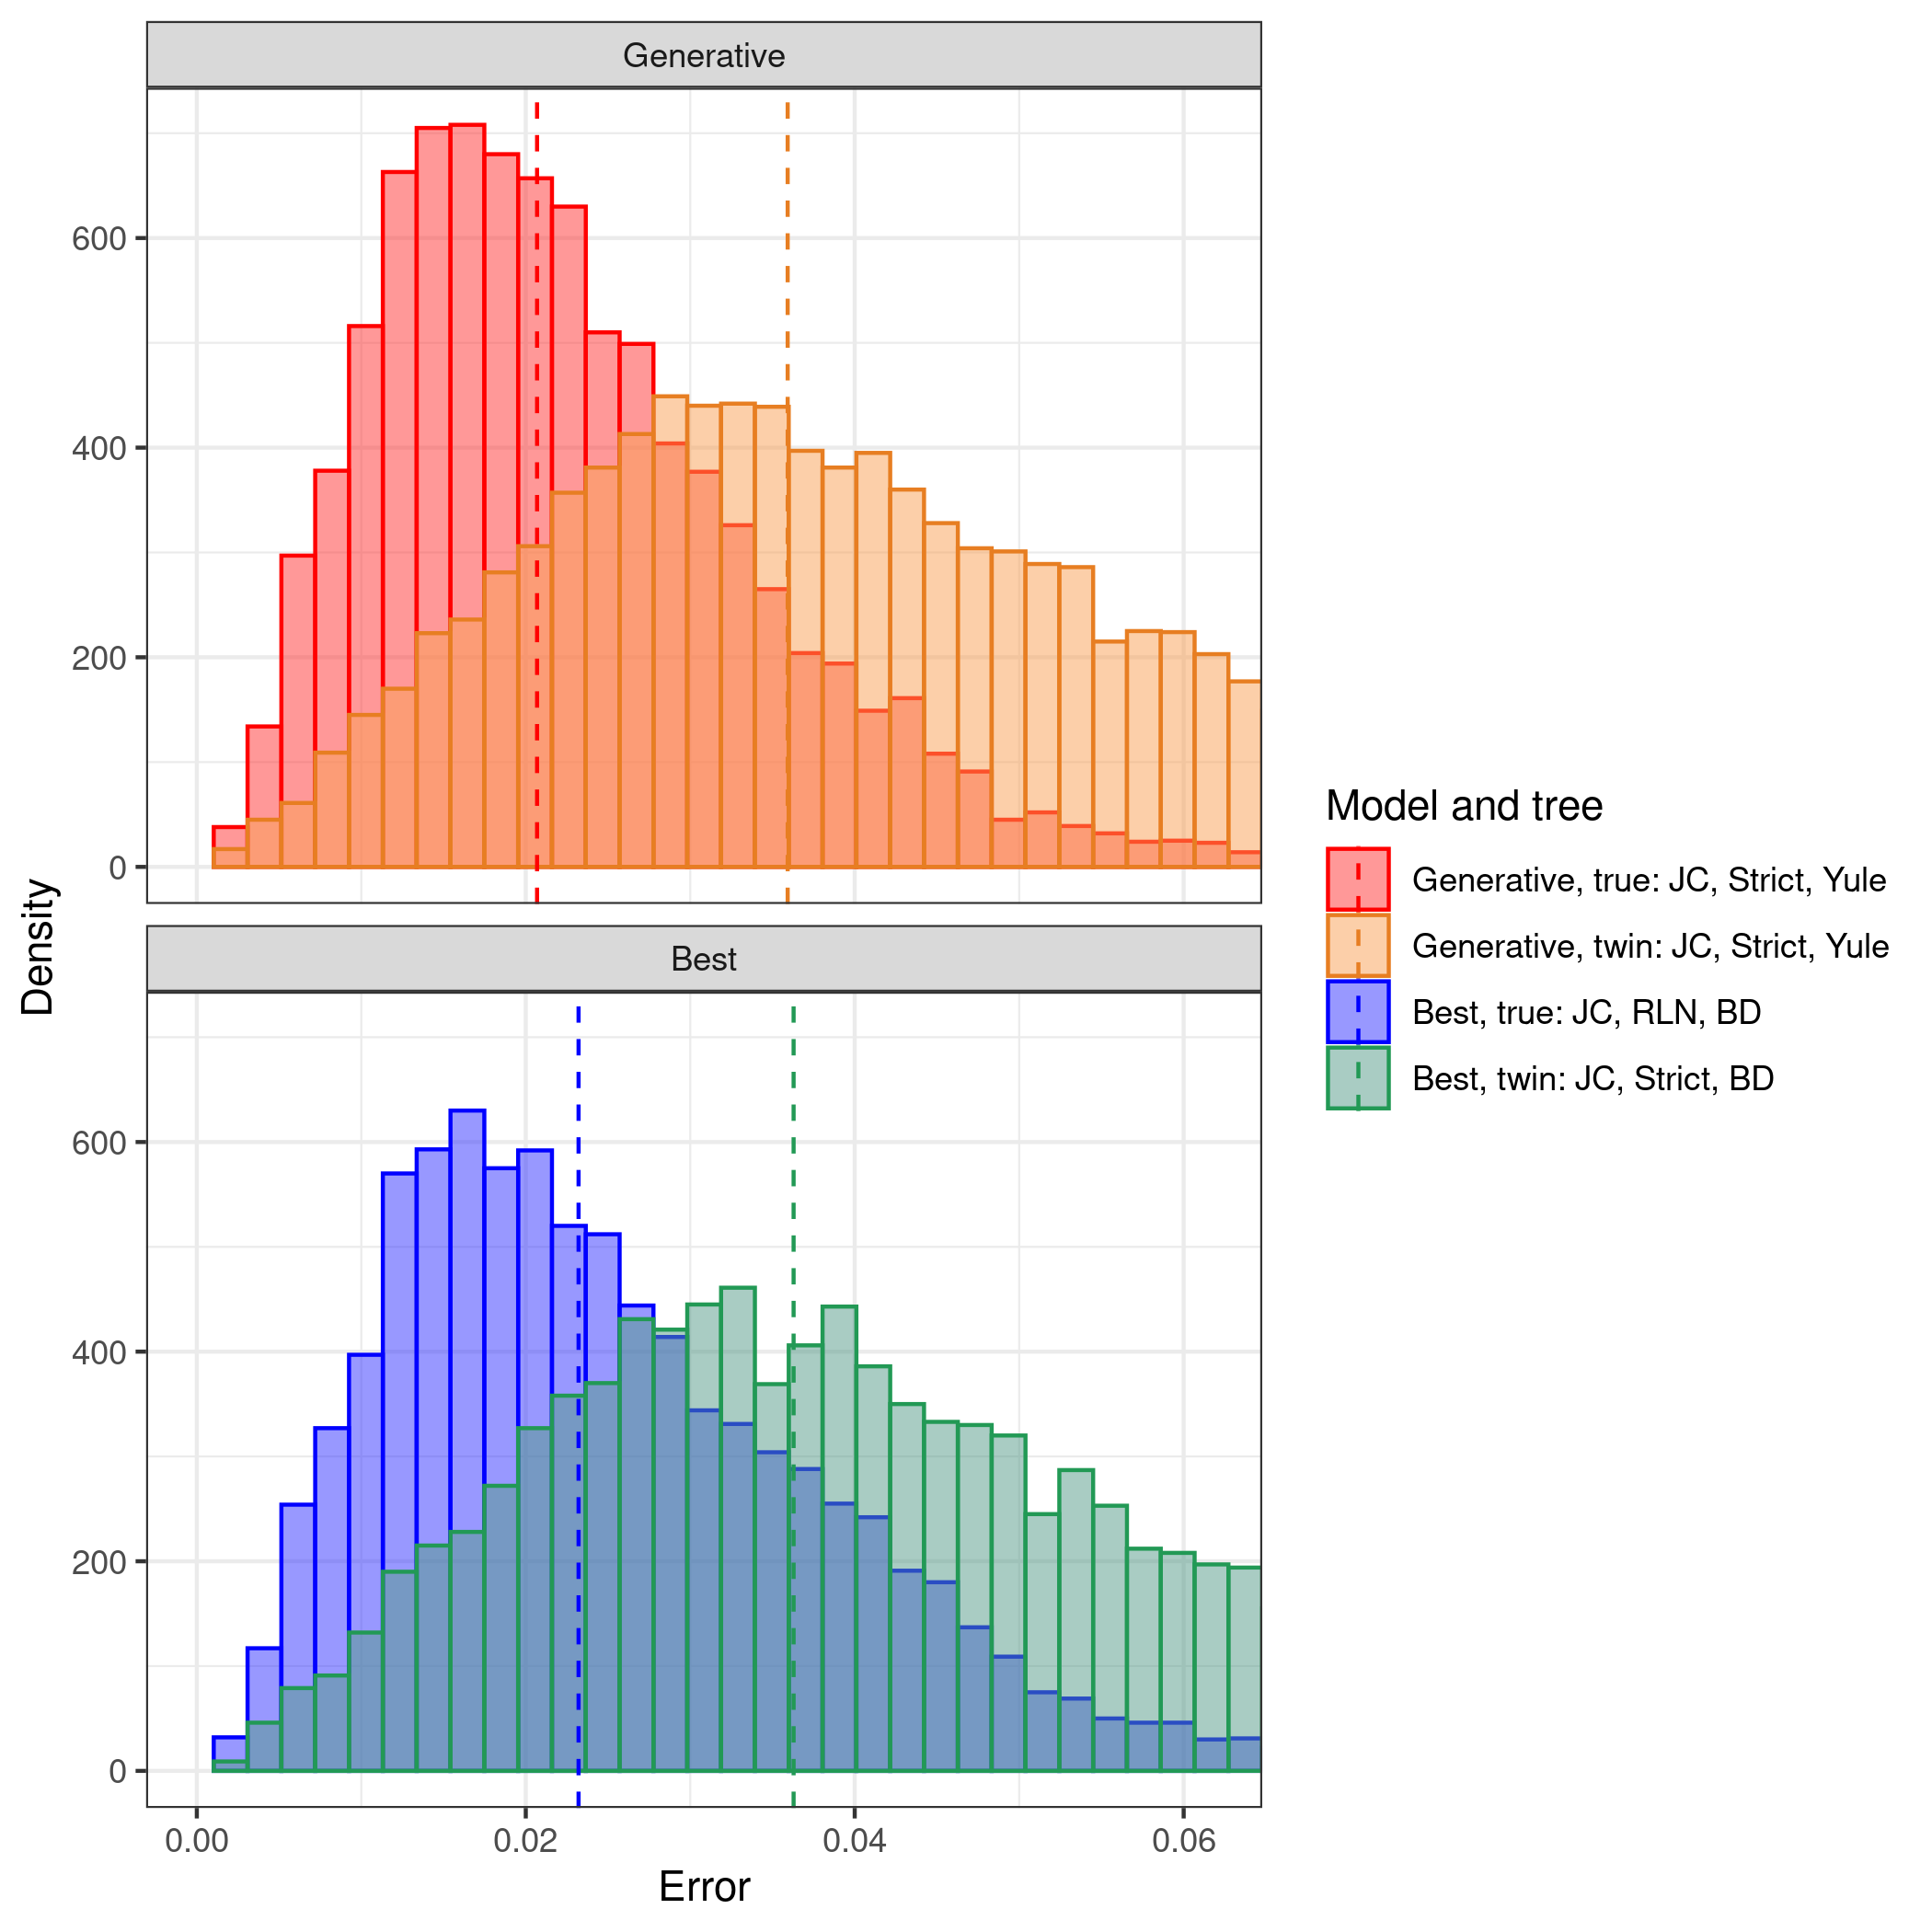 Generative
600
400
200
0
Density
Best
600
400
200
0
0.00 0.02 0.04 0.06
Error
Model and tree
Generative, true: JC, Strict, Yule
Generative, twin: JC, Strict, Yule
Best, true: JC, RLN, BD
Best, twin: JC, Strict, BD